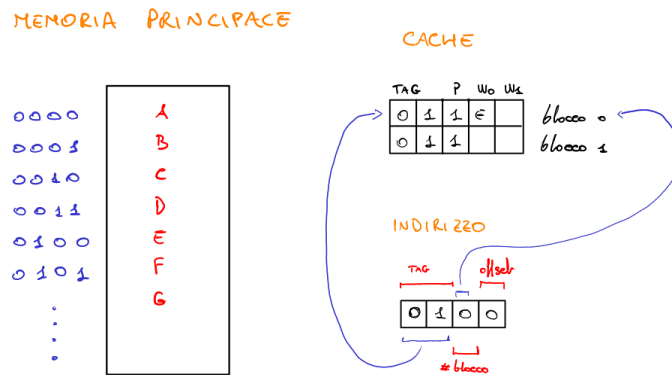 MEMORIA PRINCIPALE
0000 A
0001 B
0010 C
0011 D
0100 E
0101 F
G
CACHE
TAG P W0 W1
0 1 1 E blocco 0
0 1 1 blocco 1
INDIRIZZO
TAG offset
0 1 0 0
# blocco